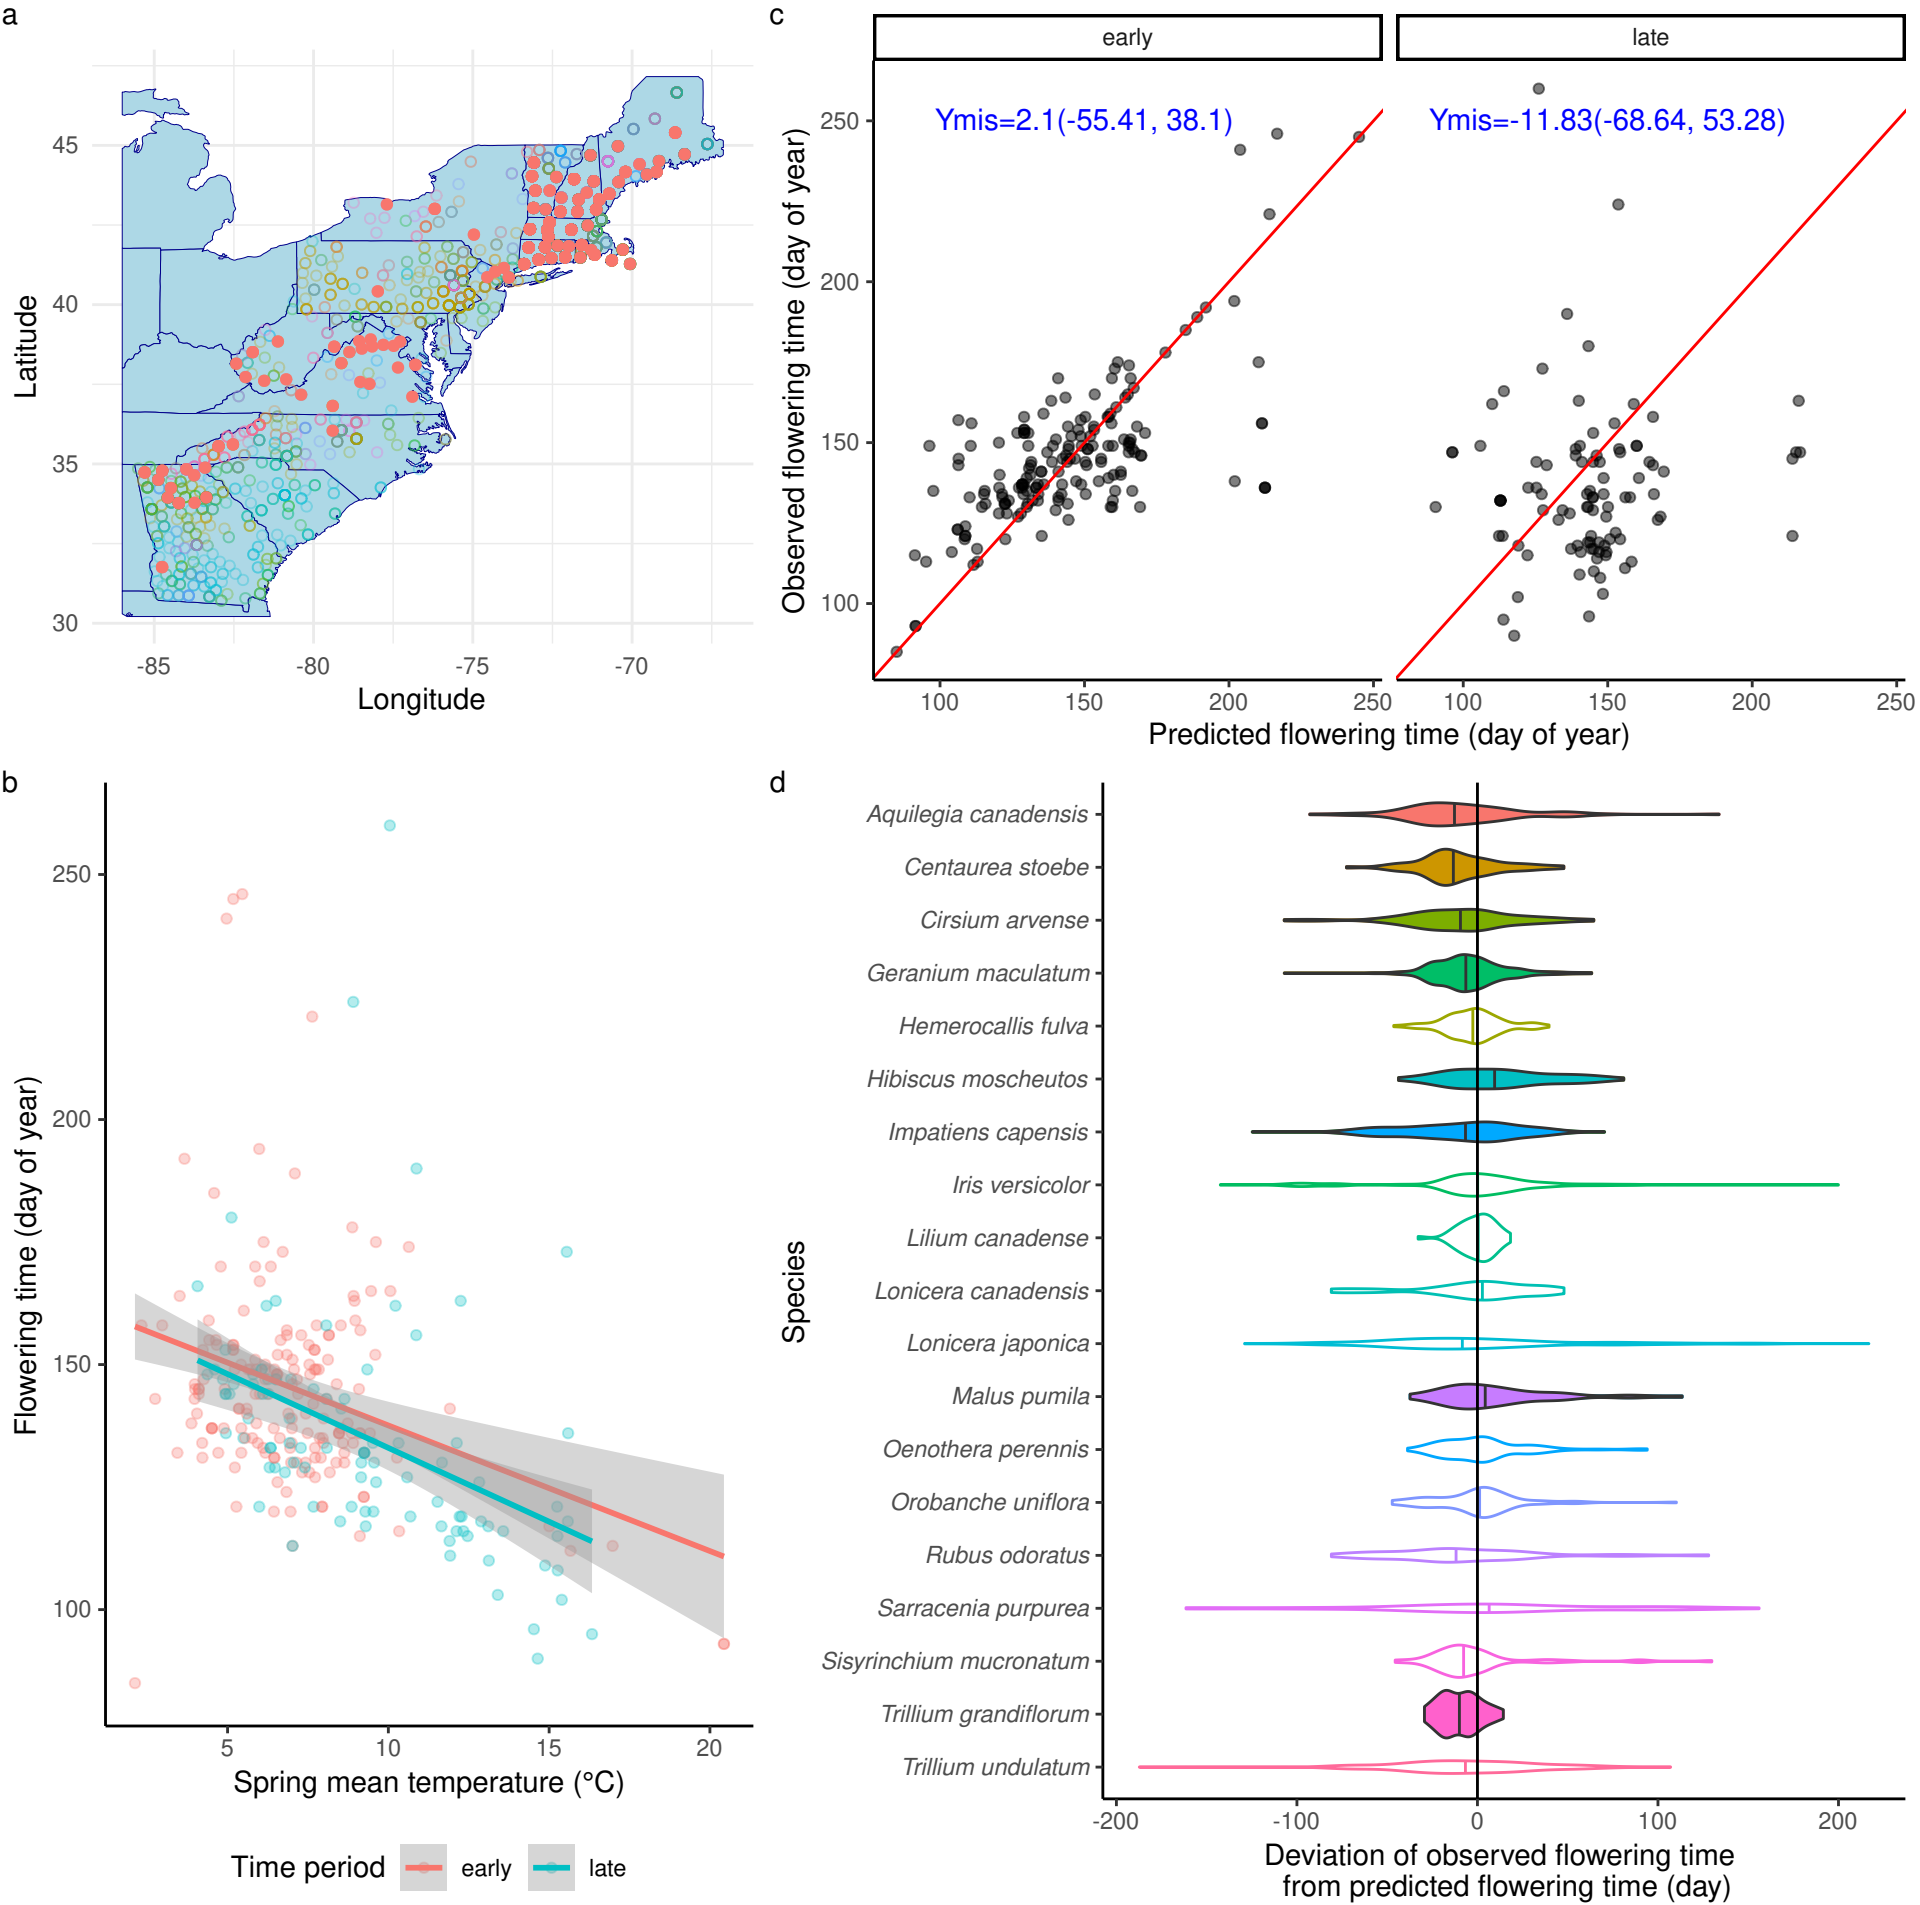 a
45
40
35
30
-85
-80
-75
-70
Latitude
Longitude
c
early
late
Ymis=2.1(-55.41, 38.1)
Ymis=-11.83(-68.64, 53.28)
250
200
150
100
100
150
200
250
100
150
200
250
Observed flowering time (day of year)
Predicted flowering time (day of year)
b
250
200
150
100
5
10
15
20
Flowering time (day of year)
Spring mean temperature (°C)
Time period
early
late
d
Aquilegia canadensis
Centaurea stoebe
Cirsium arvense
Geranium maculatum
Hemerocallis fulva
Hibiscus moscheutos
Impatiens capensis
Iris versicolor
Lilium canadense
Lonicera canadensis
Lonicera japonica
Malus pumila
Oenothera perennis
Orobanche uniflora
Rubus odoratus
Sarracenia purpurea
Sisyrinchium mucronatum
Trillium grandiflorum
Trillium undulatum
Species
-200
-100
0
100
200
Deviation of observed flowering time
from predicted flowering time (day)